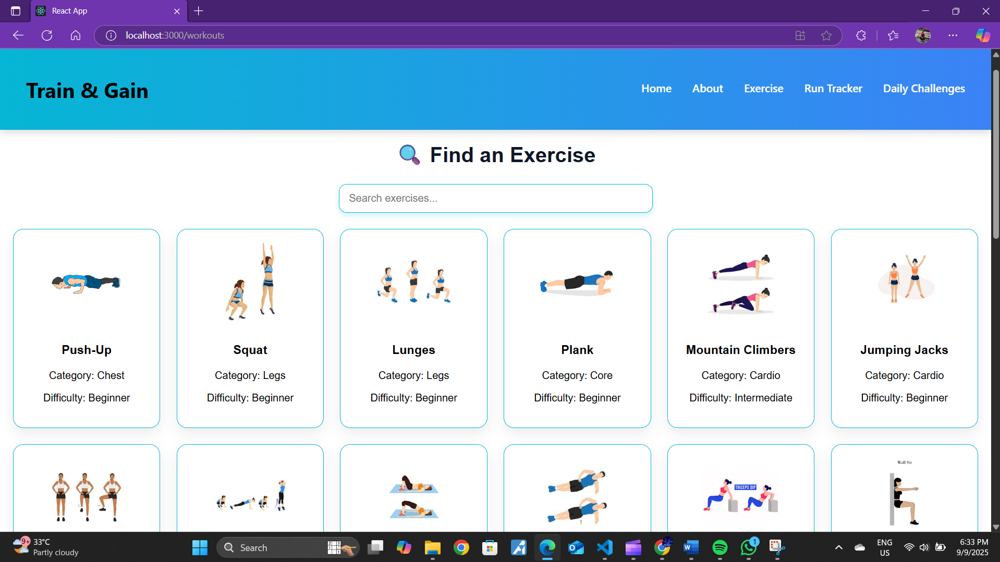 React App
localhost:3000/workouts
Train & Gain
Home About Exercise Run Tracker Daily Challenges
Find an Exercise
Search exercises...
Push-Up
Category: Chest
Difficulty: Beginner
Squat
Category: Legs
Difficulty: Beginner
Lunges
Category: Legs
Difficulty: Beginner
Plank
Category: Core
Difficulty: Beginner
Mountain Climbers
Category: Cardio
Difficulty: Intermediate
Jumping Jacks
Category: Cardio
Difficulty: Beginner
TRICEPS DIP
Wall Sit
9+
33°C
Partly cloudy
Search
1
ENG
US
6:33 PM
9/9/2025